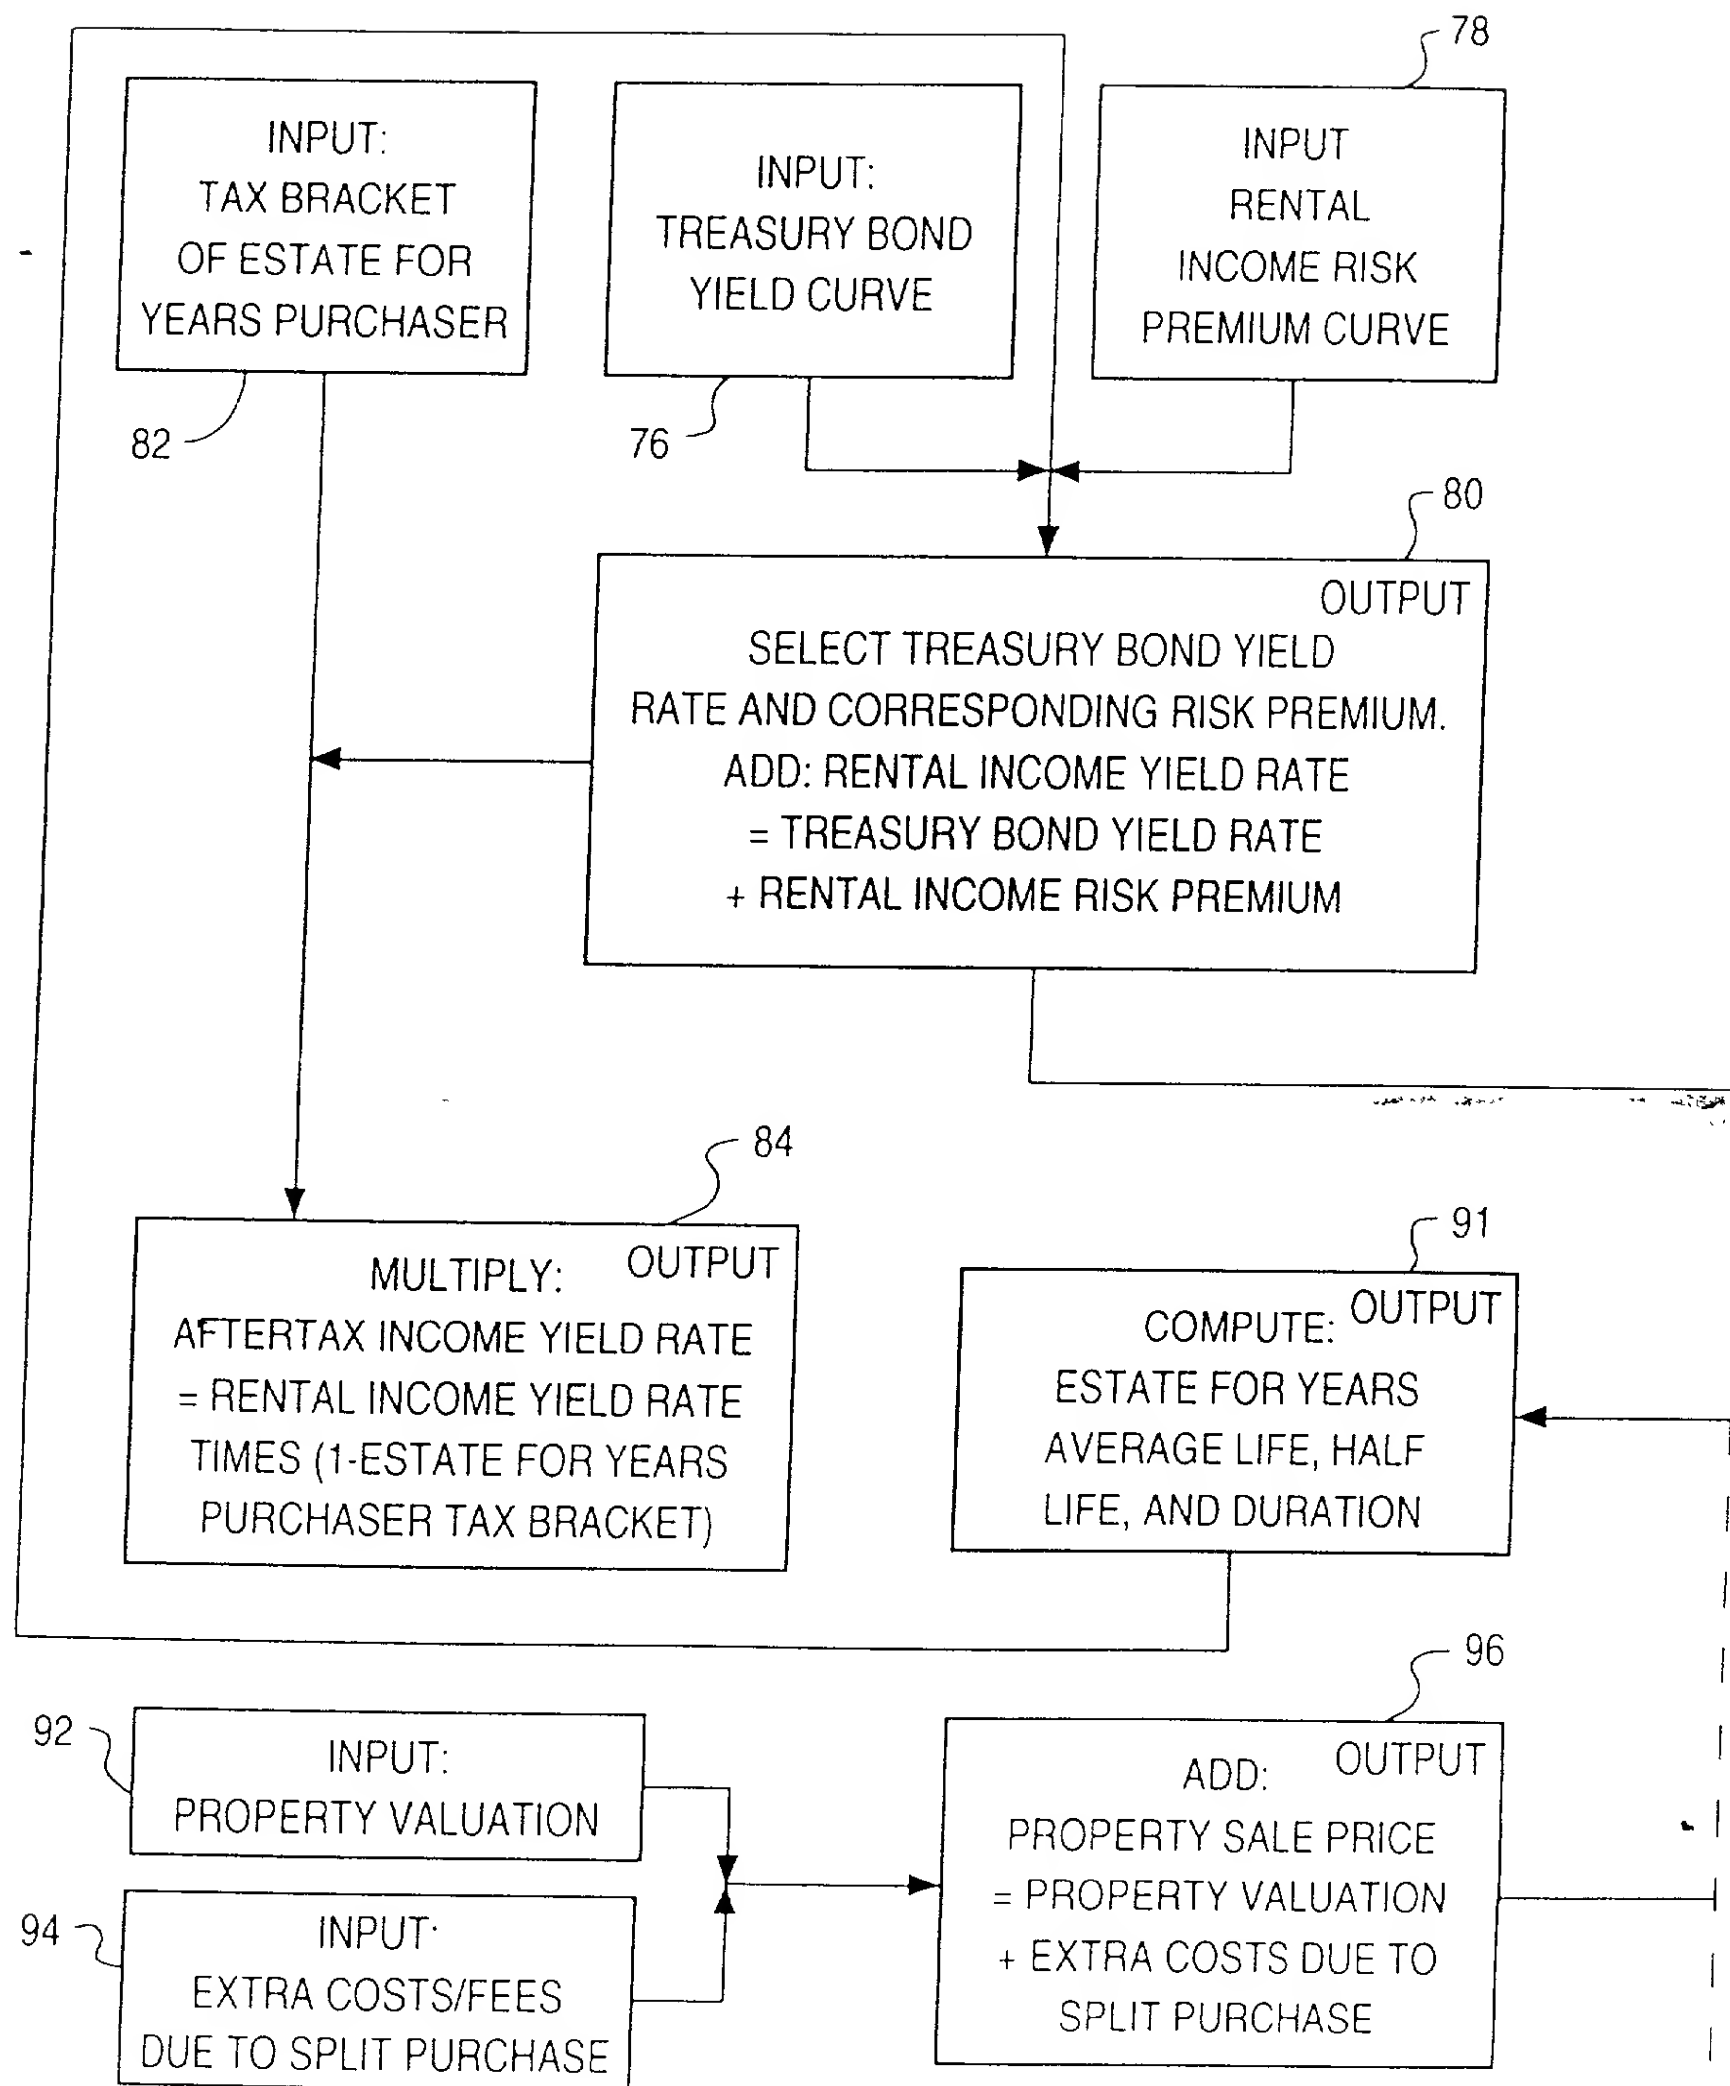 78
INPUT:
TAX BRACKET
OF ESTATE FOR
YEARS PURCHASER
82
INPUT:
TREASURY BOND
YIELD CURVE
76
INPUT
RENTAL
INCOME RISK
PREMIUM CURVE
80
OUTPUT
SELECT TREASURY BOND YIELD
RATE AND CORRESPONDING RISK PREMIUM.
ADD: RENTAL INCOME YIELD RATE
= TREASURY BOND YIELD RATE
+ RENTAL INCOME RISK PREMIUM
84
MULTIPLY: OUTPUT
AFTERTAX INCOME YIELD RATE
= RENTAL INCOME YIELD RATE
TIMES (1-ESTATE FOR YEARS
PURCHASER TAX BRACKET)
91
COMPUTE: OUTPUT
ESTATE FOR YEARS
AVERAGE LIFE, HALF
LIFE, AND DURATION
92
INPUT:
PROPERTY VALUATION
94
INPUT:
EXTRA COSTS/FEES
DUE TO SPLIT PURCHASE
96
ADD: OUTPUT
PROPERTY SALE PRICE
= PROPERTY VALUATION
+ EXTRA COSTS DUE TO
SPLIT PURCHASE